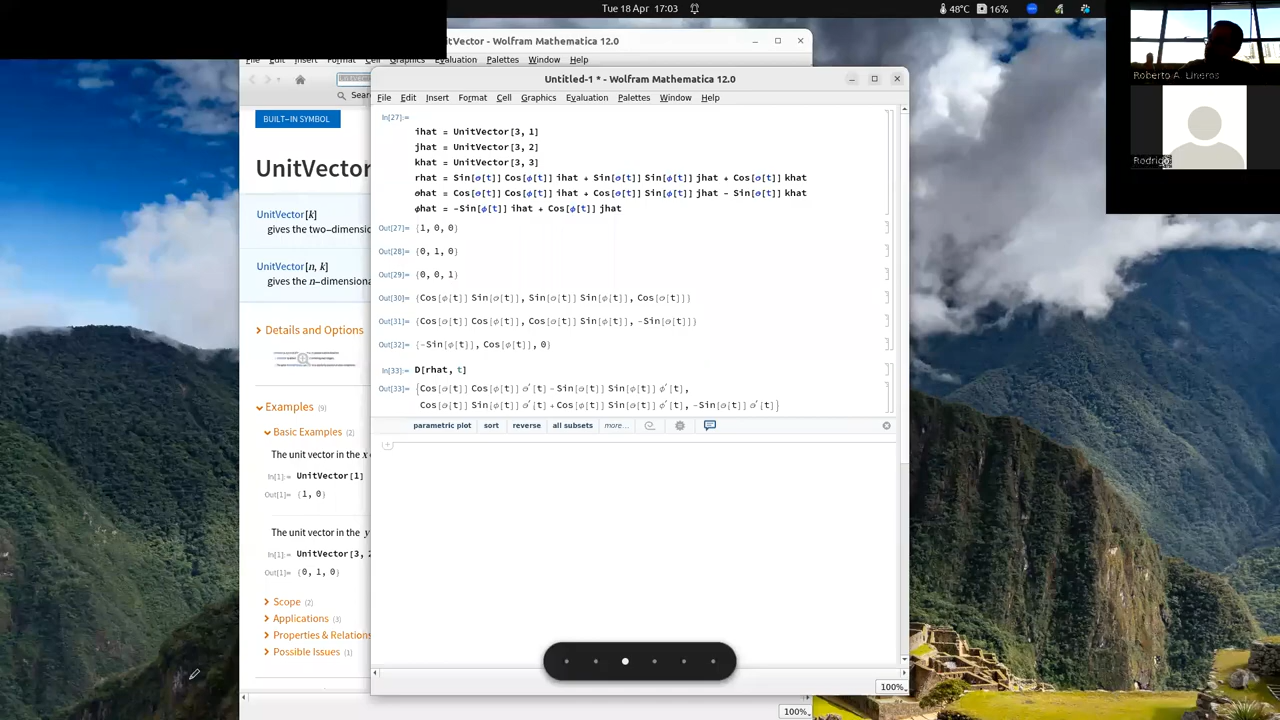 Tue 18 Apr 17:03
48°C
16%
itVector - Wolfram Mathematica 12.0
File Edit Insert Format Cell Graphics Evaluation Palettes Window Help
Sear
BUILT-IN SYMBOL
UnitVector
UnitVector[k]
gives the two-dimensi
UnitVector[n, k]
gives the n-dimensiona
Details and Options
Examples (9)
Basic Examples (2)
The unit vector in the x
In[1]:= UnitVector[1]
Out[1]= {1, 0}
The unit vector in the y
In[1]:= UnitVector[3, 2
Out[1]= {0, 1, 0}
Scope (2)
Applications (3)
Properties & Relations
Possible Issues (1)
100%
Untitled-1 * - Wolfram Mathematica 12.0
File Edit Insert Format Cell Graphics Evaluation Palettes Window Help
In[27]:=
ihat = UnitVector[3, 1]
jhat = UnitVector[3, 2]
khat = UnitVector[3, 3]
rhat = Sin[σ[t]] Cos[ϕ[t]] ihat + Sin[σ[t]] Sin[ϕ[t]] jhat + Cos[σ[t]] khat
σhat = Cos[σ[t]] Cos[ϕ[t]] ihat + Cos[σ[t]] Sin[ϕ[t]] jhat - Sin[σ[t]] khat
ϕhat = -Sin[ϕ[t]] ihat + Cos[ϕ[t]] jhat
Out[27]= {1, 0, 0}
Out[28]= {0, 1, 0}
Out[29]= {0, 0, 1}
Out[30]= {Cos[ϕ[t]] Sin[σ[t]], Sin[σ[t]] Sin[ϕ[t]], Cos[σ[t]]}
Out[31]= {Cos[σ[t]] Cos[ϕ[t]], Cos[σ[t]] Sin[ϕ[t]], -Sin[σ[t]]}
Out[32]= {-Sin[ϕ[t]], Cos[ϕ[t]], 0}
In[33]:= D[rhat, t]
Out[33]= {Cos[σ[t]] Cos[ϕ[t]] σ′[t] - Sin[σ[t]] Sin[ϕ[t]] ϕ′[t],
Cos[σ[t]] Sin[ϕ[t]] σ′[t] + Cos[ϕ[t]] Sin[σ[t]] ϕ′[t], -Sin[σ[t]] σ′[t]}
parametric plot sort reverse all subsets more...
100%
Roberto A. Lineros
Rodrigo